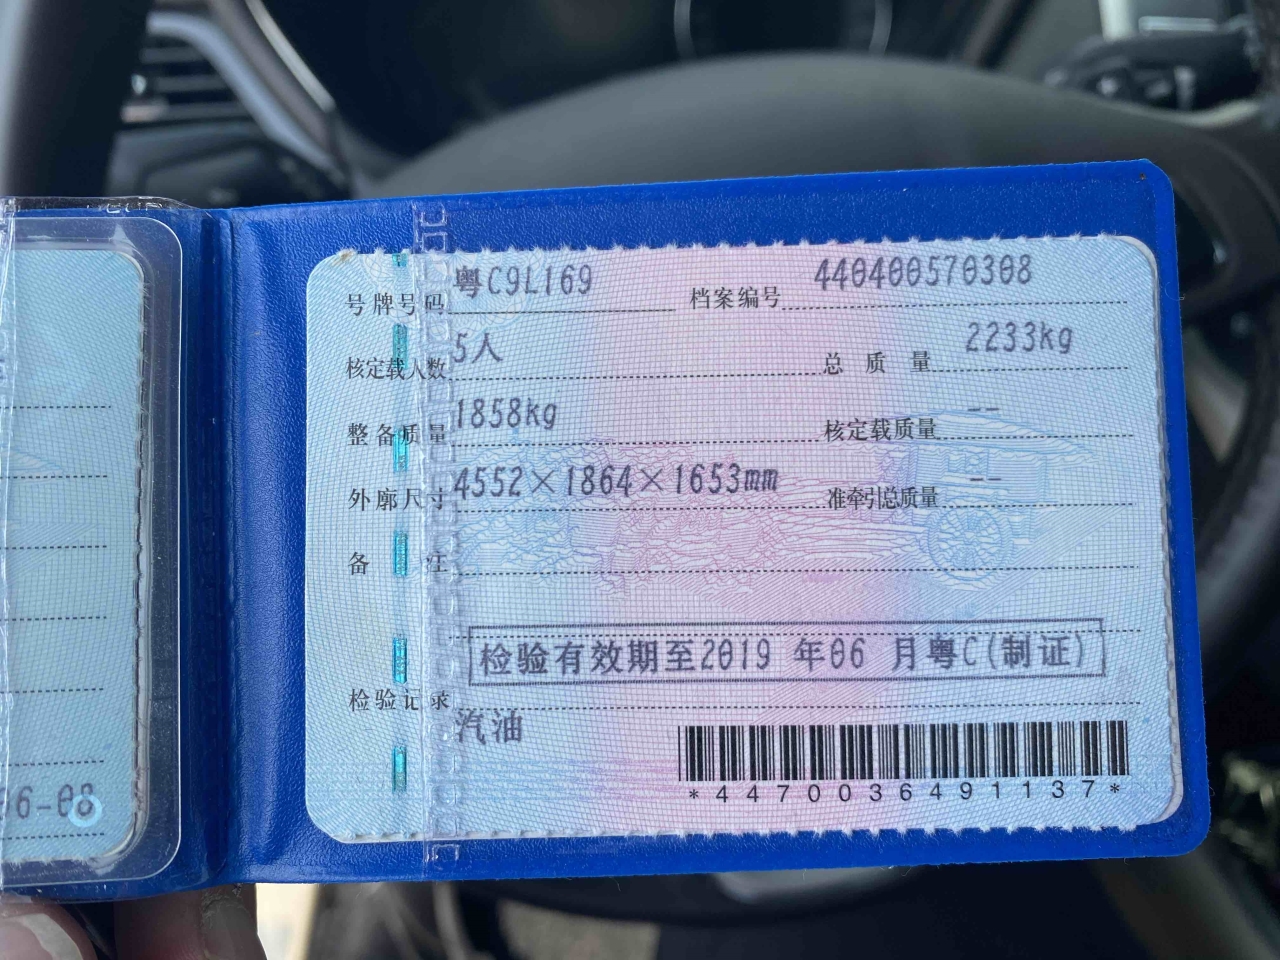 号牌号码 粤C9L169 档案编号 440400570308
核定载人数 5人 总质量 2233kg
整备质量 1858kg 核定载质量 --
外廓尺寸 4552×1864×1653mm 准牵引总质量 --
备注
检验有效期至2019 年06 月粤C(制证)
检验记录
汽油
*4470036491137*
6-08